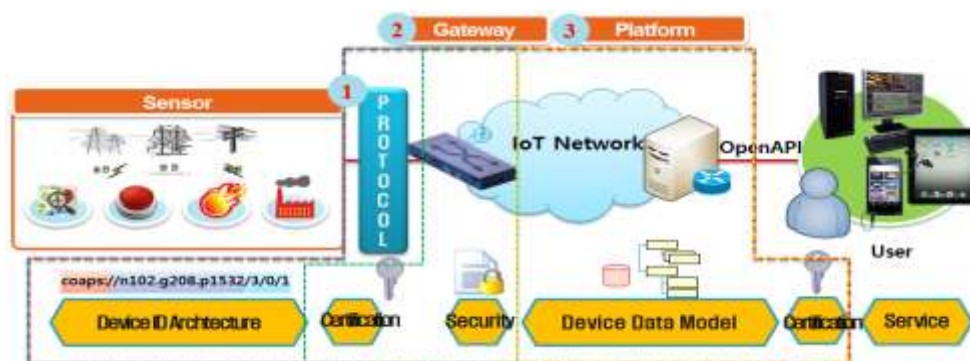 2 Gateway 3 Platform
Sensor
1
PROTOCOL
IoT Network
OpenAPI
User
coaps://n102.g208.p1532/3/0/1
Device ID Archtecture
Certification
Security
Device Data Model
Certification
Service